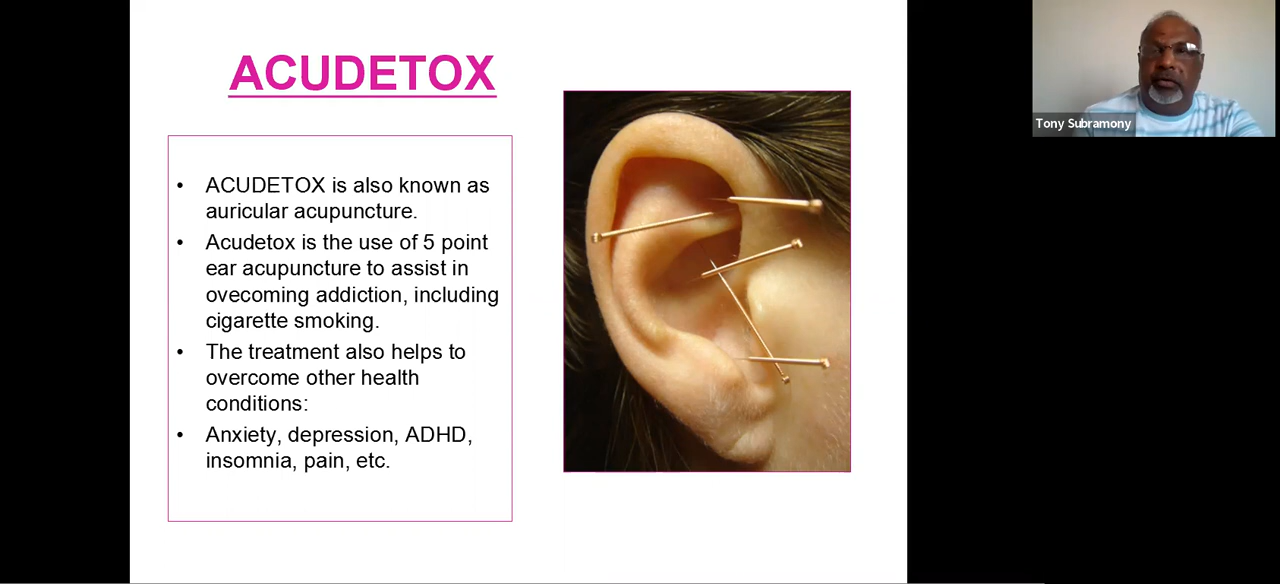 ACUDETOX
• ACUDETOX is also known as
auricular acupuncture.
• Acudetox is the use of 5 point
ear acupuncture to assist in
ovecoming addiction, including
cigarette smoking.
• The treatment also helps to
overcome other health
conditions:
• Anxiety, depression, ADHD,
insomnia, pain, etc.
Tony Subramony